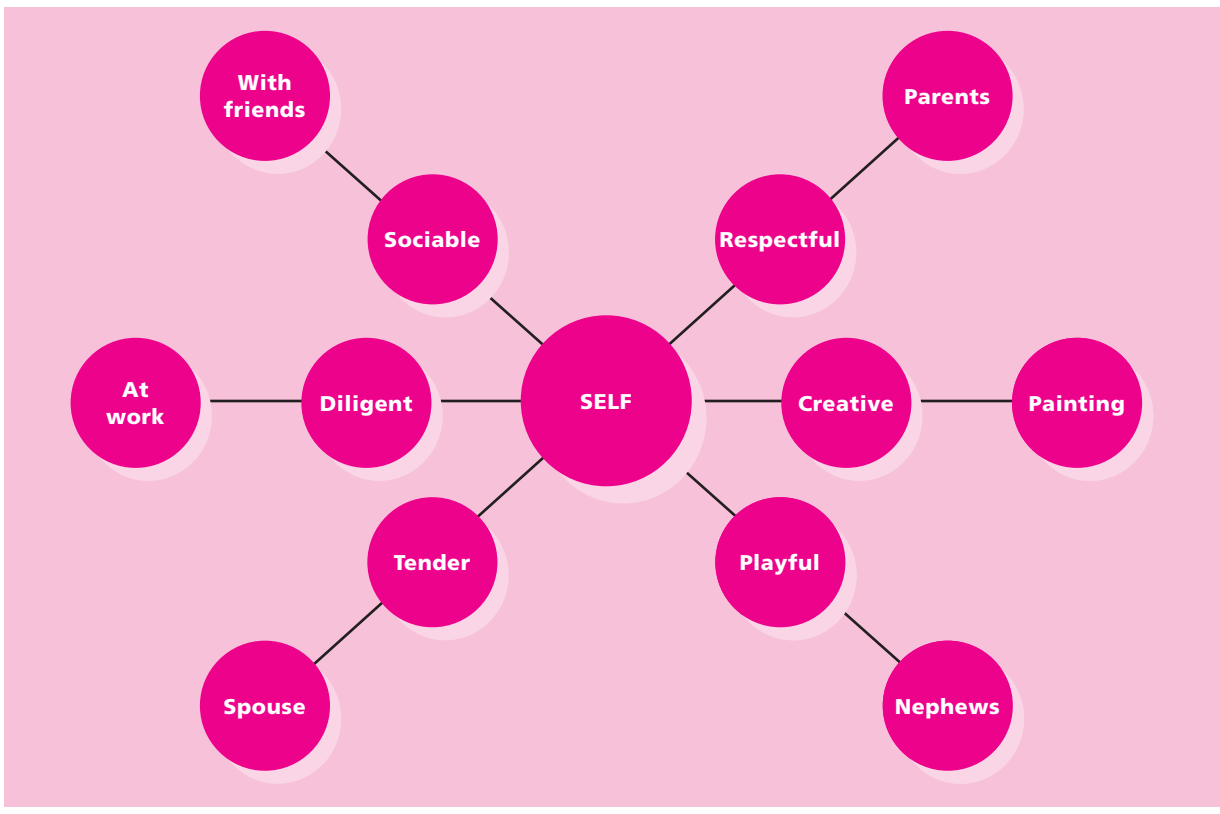 With
friends
Parents
Sociable
Respectful
At
work
Diligent
SELF
Creative
Painting
Tender
Playful
Spouse
Nephews